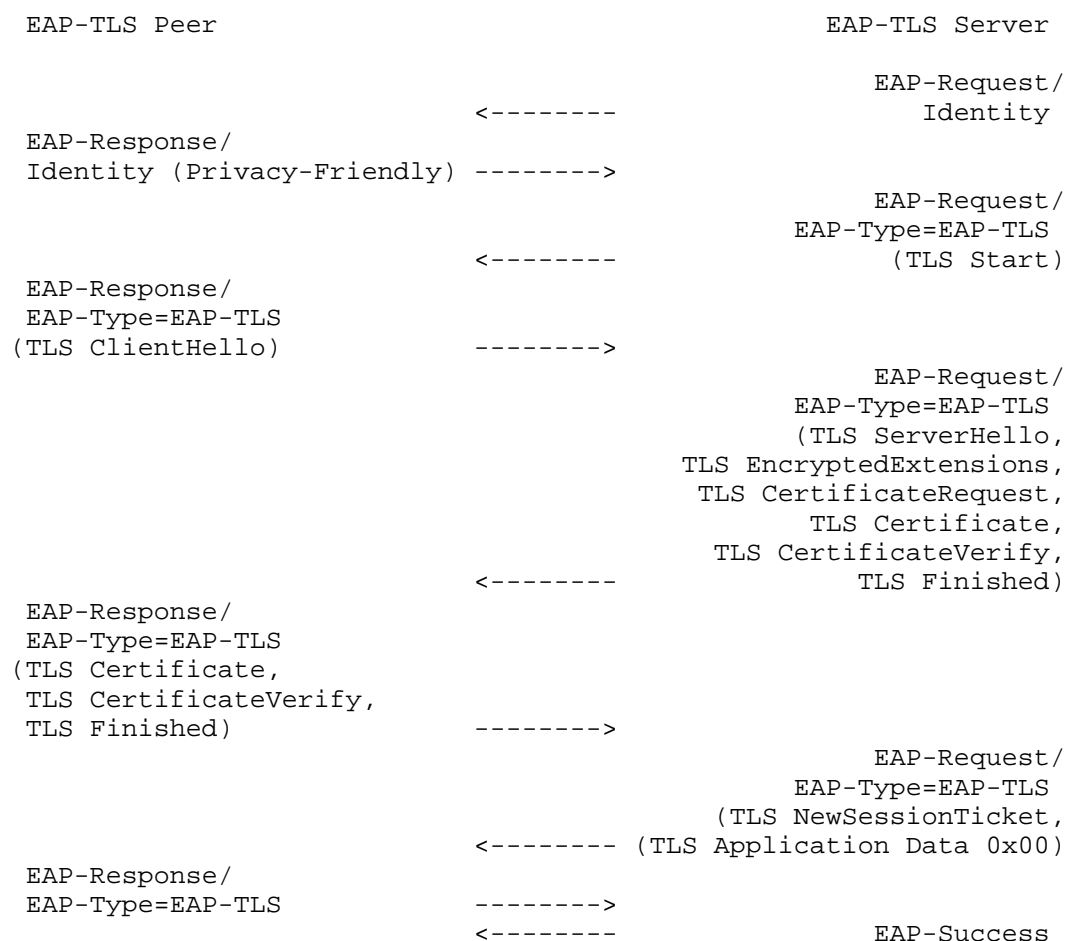 EAP-TLS Peer                                      EAP-TLS Server

                                                     EAP-Request/
                             <--------                  Identity
EAP-Response/
Identity (Privacy-Friendly) -------->
                                                     EAP-Request/
                                                EAP-Type=EAP-TLS
                             <--------                (TLS Start)
EAP-Response/
EAP-Type=EAP-TLS
(TLS ClientHello)            -------->
                                                     EAP-Request/
                                                EAP-Type=EAP-TLS
                                                (TLS ServerHello,
                                         TLS EncryptedExtensions,
                                          TLS CertificateRequest,
                                                 TLS Certificate,
                                           TLS CertificateVerify,
                             <--------              TLS Finished)
EAP-Response/
EAP-Type=EAP-TLS
(TLS Certificate,
TLS CertificateVerify,
TLS Finished)                -------->
                                                     EAP-Request/
                                                EAP-Type=EAP-TLS
                                           (TLS NewSessionTicket,
                             <-------- (TLS Application Data 0x00)
EAP-Response/
EAP-Type=EAP-TLS             -------->
                             <--------               EAP-Success